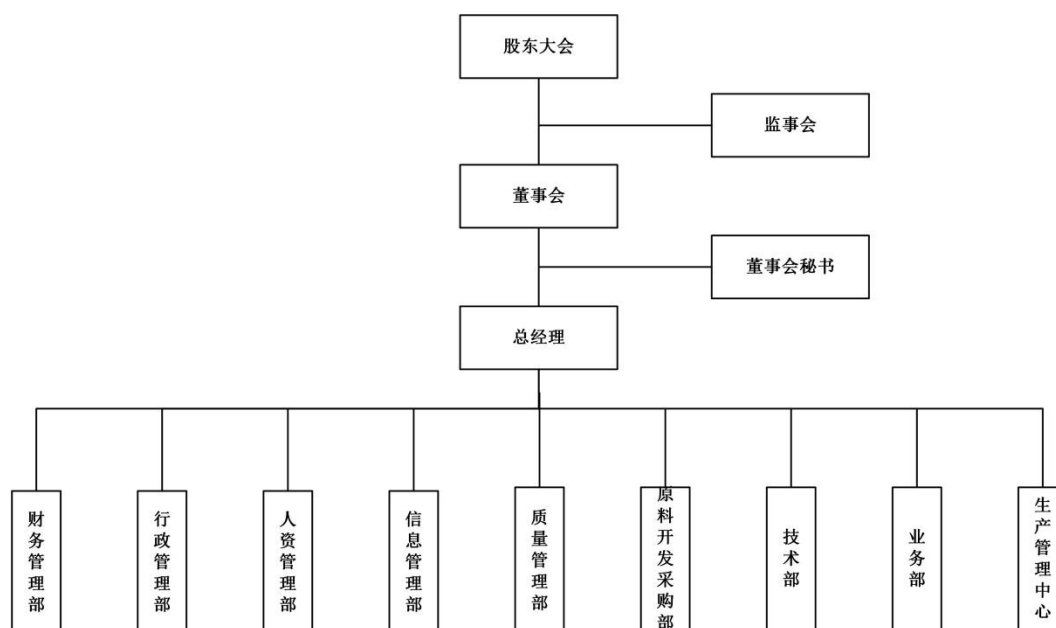 股东大会
监事会
董事会
董事会秘书
总经理
财务管理部
行政管理部
人资管理部
信息管理部
质量管理部
原料开发采购部
技术部
业务部
生产管理中心